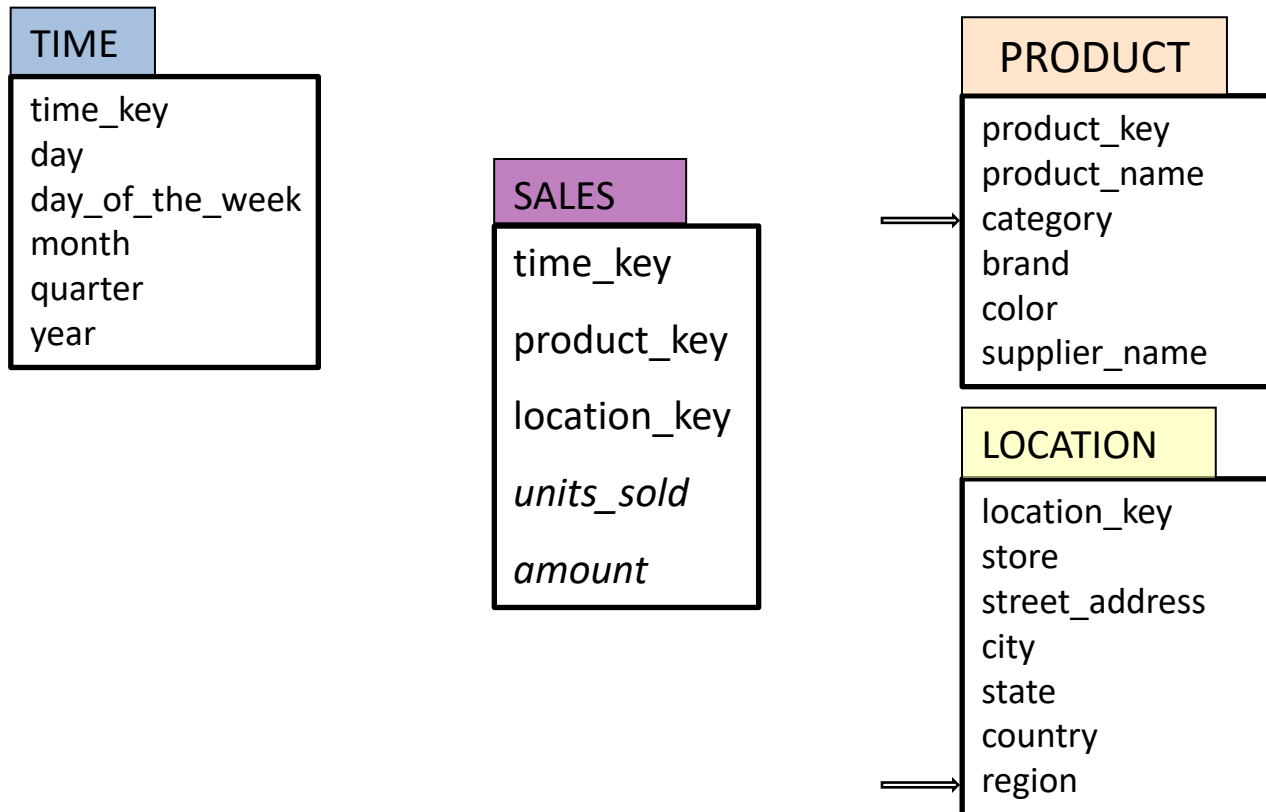 TIME
time_key
day
day_of_the_week
month
quarter
year
SALES
time_key
product_key
location_key
units_sold
amount
PRODUCT
product_key
product_name
category
brand
color
supplier_name
LOCATION
location_key
store
street_address
city
state
country
region